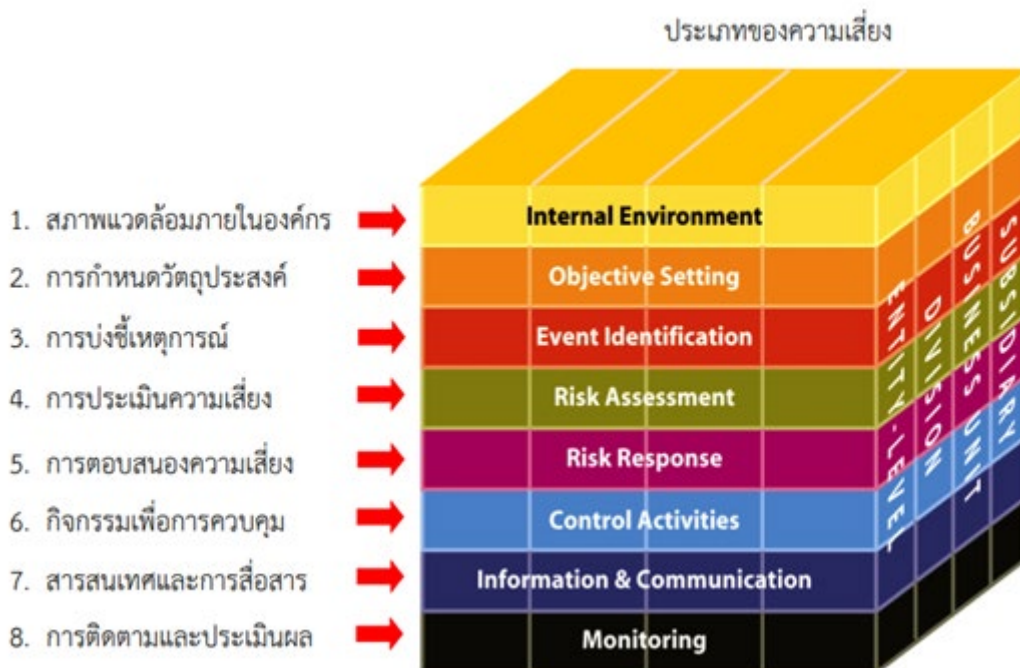 ประเภทของความเสี่ยง
1. สภาพแวดล้อมภายในองค์กร
Internal Environment
2. การกำหนดวัตถุประสงค์
Objective Setting
3. การบ่งชี้เหตุการณ์
Event Identification
4. การประเมินความเสี่ยง
Risk Assessment
5. การตอบสนองความเสี่ยง
Risk Response
6. กิจกรรมเพื่อการควบคุม
Control Activities
7. สารสนเทศและการสื่อสาร
Information & Communication
8. การติดตามและประเมินผล
Monitoring
ENTITY-LEVEL
DIVISION
BUSINESS UNIT
SUBSIDIARY